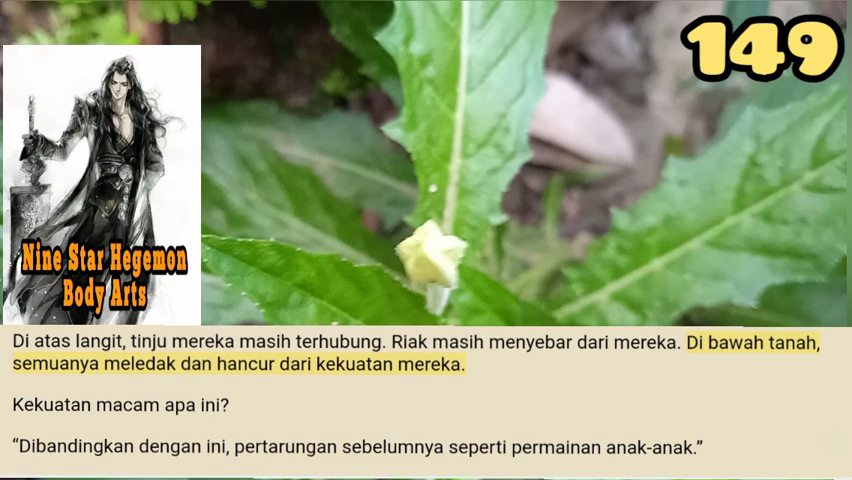 149
Nine Star Hegemon
Body Arts
Di atas langit, tinju mereka masih terhubung. Riak masih menyebar dari mereka. Di bawah tanah,
semuanya meledak dan hancur dari kekuatan mereka.
Kekuatan macam apa ini?
“Dibandingkan dengan ini, pertarungan sebelumnya seperti permainan anak-anak.”